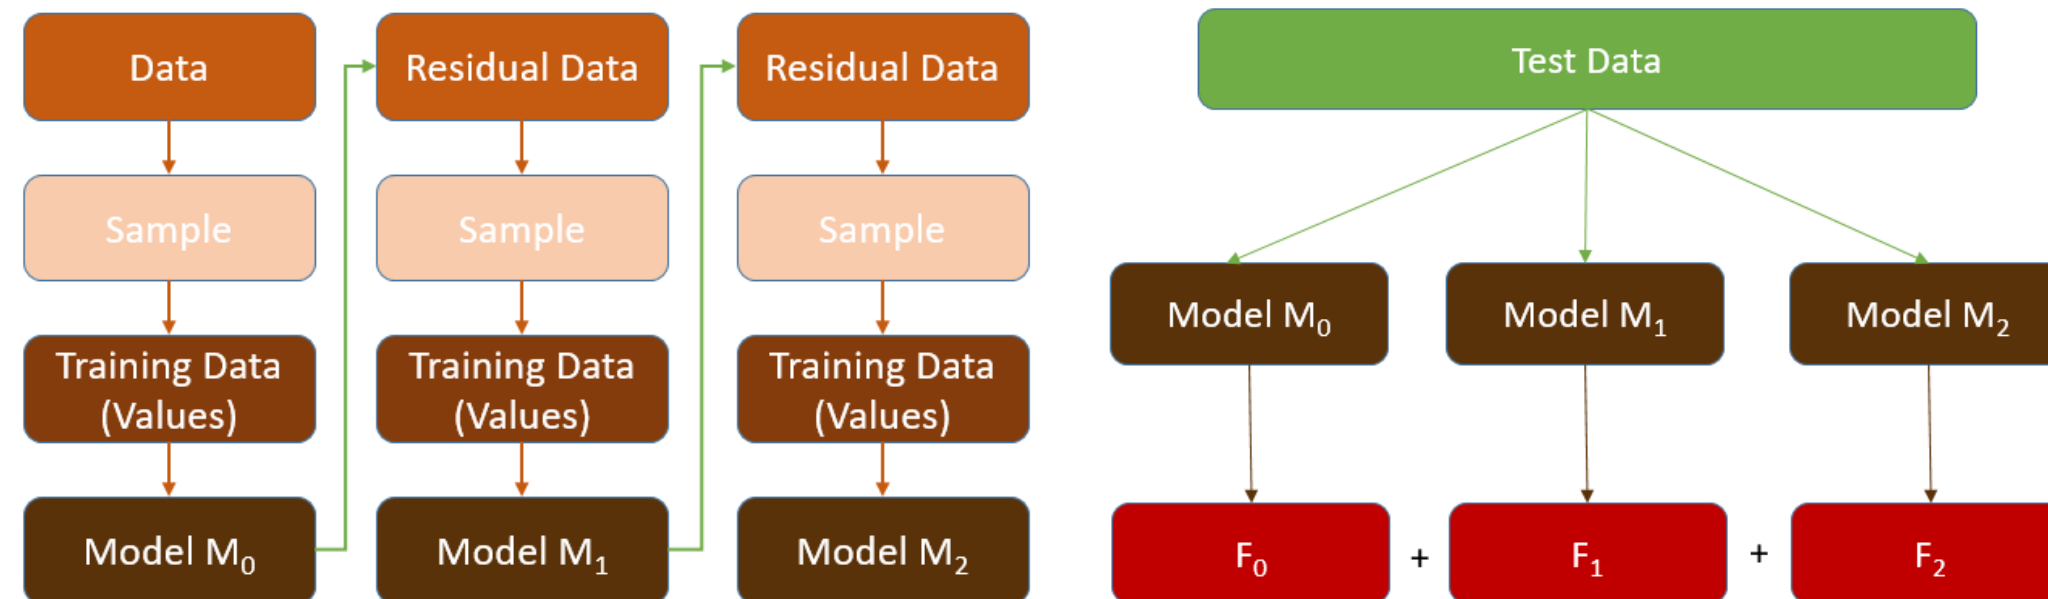 Data
Sample
Training Data
(Values)
Model M₀
Residual Data
Sample
Training Data
(Values)
Model M₁
Residual Data
Sample
Training Data
(Values)
Model M₂
Test Data
Model M₀
Model M₁
Model M₂
F₀ + F₁ + F₂